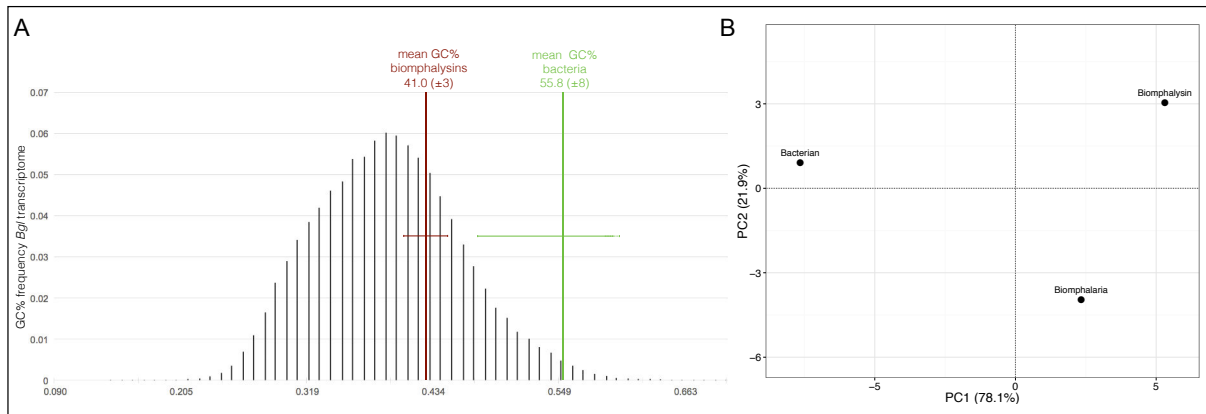 A
mean GC%
biomphalysins
41.0 (±3)
mean GC%
bacteria
55.8 (±8)
0.07
0.06
0.05
0.04
0.03
0.02
0.01
0
GC% frequency Bgl transcriptome
0.090
0.205
0.319
0.434
0.549
0.663
B
Biomphalysin
Bacterian
Biomphalaria
3
0
−3
−6
PC2 (21.9%)
−5
0
5
PC1 (78.1%)